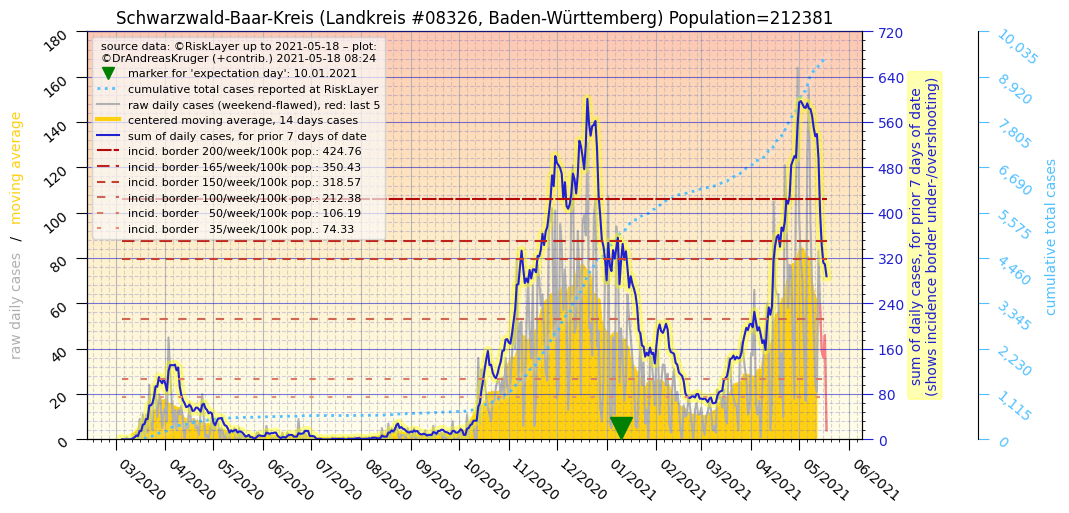 Schwarzwald-Baar-Kreis (Landkreis #08326, Baden-Württemberg) Population=212381
source data: ©RiskLayer up to 2021-05-18 – plot:
©DrAndreasKruger (+contrib.) 2021-05-18 08:24
marker for 'expectation day': 10.01.2021
cumulative total cases reported at RiskLayer
raw daily cases (weekend-flawed), red: last 5
centered moving average, 14 days cases
sum of daily cases, for prior 7 days of date
incid. border 200/week/100k pop.: 424.76
incid. border 165/week/100k pop.: 350.43
incid. border 150/week/100k pop.: 318.57
incid. border 100/week/100k pop.: 212.38
incid. border 50/week/100k pop.: 106.19
incid. border 35/week/100k pop.: 74.33
raw daily cases / moving average
180
160
140
120
100
80
60
40
20
0
03/2020
04/2020
05/2020
06/2020
07/2020
08/2020
09/2020
10/2020
11/2020
12/2020
01/2021
02/2021
03/2021
04/2021
05/2021
06/2021
720
640
560
480
400
320
240
160
80
0
sum of daily cases, for prior 7 days of date
(shows incidence border under-/overshooting)
10,035
8,920
7,805
6,690
5,575
4,460
3,345
2,230
1,115
0
cumulative total cases